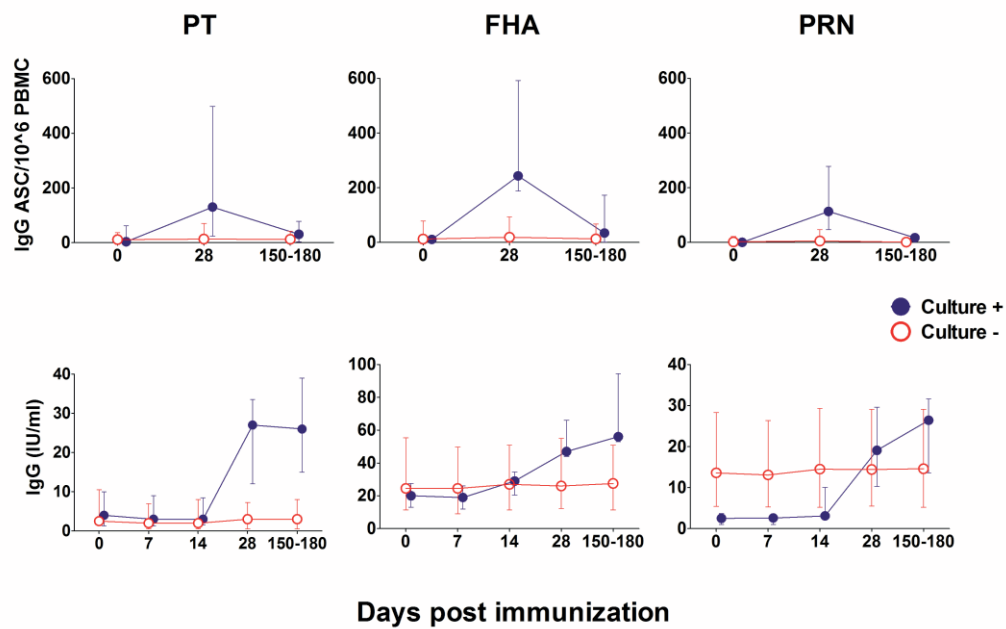 PT FHA PRN
IgG ASC/10^6 PBMC
600 600 600
400 400 400
200 200 200
0 0 0
0 28 150-180 0 28 150-180 0 28 150-180
Culture +
Culture -
IgG (IU/ml)
40 100 40
30 80 30
20 60 20
10 40 10
0 20 0
0
0 7 14 28 150-180 0 7 14 28 150-180 0 7 14 28 150-180
Days post immunization